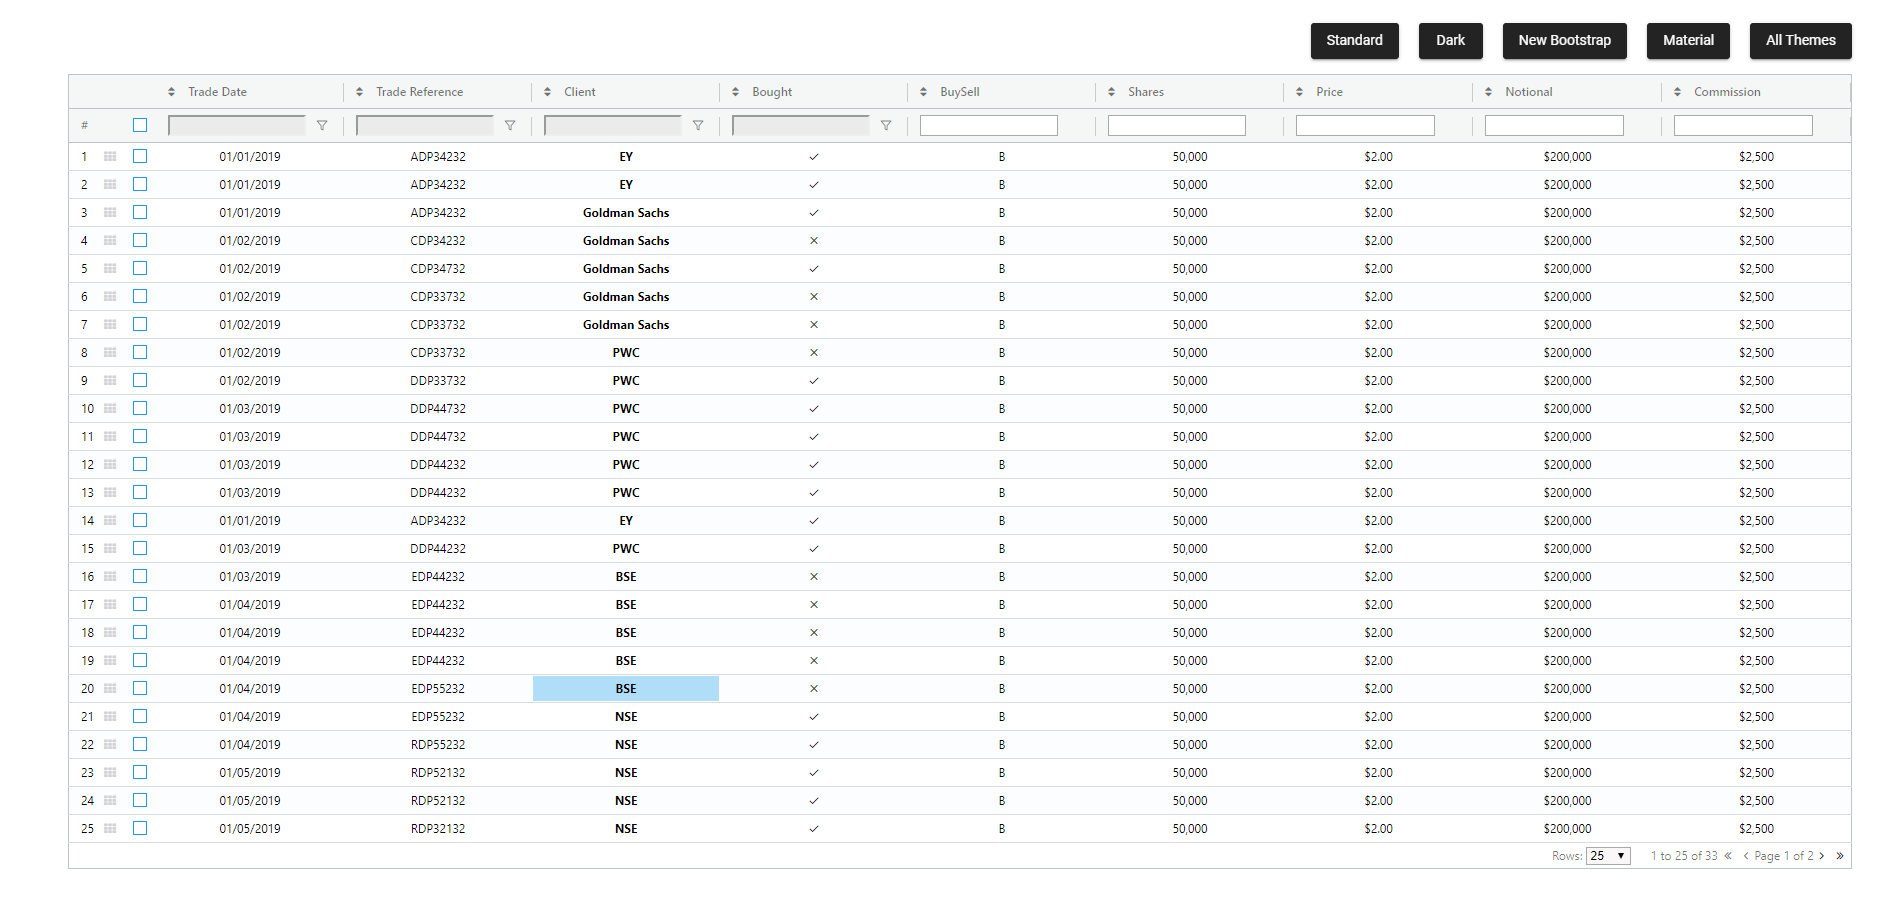 Standard Dark New Bootstrap Material All Themes
Trade Date Trade Reference Client Bought BuySell Shares Price Notional Commission
#
1 01/01/2019 ADP34232 EY B 50,000 $2.00 $200,000 $2,500
2 01/01/2019 ADP34232 EY B 50,000 $2.00 $200,000 $2,500
3 01/01/2019 ADP34232 Goldman Sachs B 50,000 $2.00 $200,000 $2,500
4 01/02/2019 CDP34232 Goldman Sachs B 50,000 $2.00 $200,000 $2,500
5 01/02/2019 CDP34732 Goldman Sachs B 50,000 $2.00 $200,000 $2,500
6 01/02/2019 CDP33732 Goldman Sachs B 50,000 $2.00 $200,000 $2,500
7 01/02/2019 CDP33732 Goldman Sachs B 50,000 $2.00 $200,000 $2,500
8 01/02/2019 CDP33732 PWC B 50,000 $2.00 $200,000 $2,500
9 01/02/2019 DDP33732 PWC B 50,000 $2.00 $200,000 $2,500
10 01/03/2019 DDP44732 PWC B 50,000 $2.00 $200,000 $2,500
11 01/03/2019 DDP44732 PWC B 50,000 $2.00 $200,000 $2,500
12 01/03/2019 DDP44232 PWC B 50,000 $2.00 $200,000 $2,500
13 01/03/2019 DDP44232 PWC B 50,000 $2.00 $200,000 $2,500
14 01/01/2019 ADP34232 EY B 50,000 $2.00 $200,000 $2,500
15 01/03/2019 DDP44232 PWC B 50,000 $2.00 $200,000 $2,500
16 01/03/2019 EDP44232 BSE B 50,000 $2.00 $200,000 $2,500
17 01/04/2019 EDP44232 BSE B 50,000 $2.00 $200,000 $2,500
18 01/04/2019 EDP44232 BSE B 50,000 $2.00 $200,000 $2,500
19 01/04/2019 EDP44232 BSE B 50,000 $2.00 $200,000 $2,500
20 01/04/2019 EDP55232 BSE B 50,000 $2.00 $200,000 $2,500
21 01/04/2019 EDP55232 NSE B 50,000 $2.00 $200,000 $2,500
22 01/04/2019 RDP55232 NSE B 50,000 $2.00 $200,000 $2,500
23 01/05/2019 RDP52132 NSE B 50,000 $2.00 $200,000 $2,500
24 01/05/2019 RDP52132 NSE B 50,000 $2.00 $200,000 $2,500
25 01/05/2019 RDP32132 NSE B 50,000 $2.00 $200,000 $2,500
Rows: 25 1 to 25 of 33 « ‹ Page 1 of 2 › »